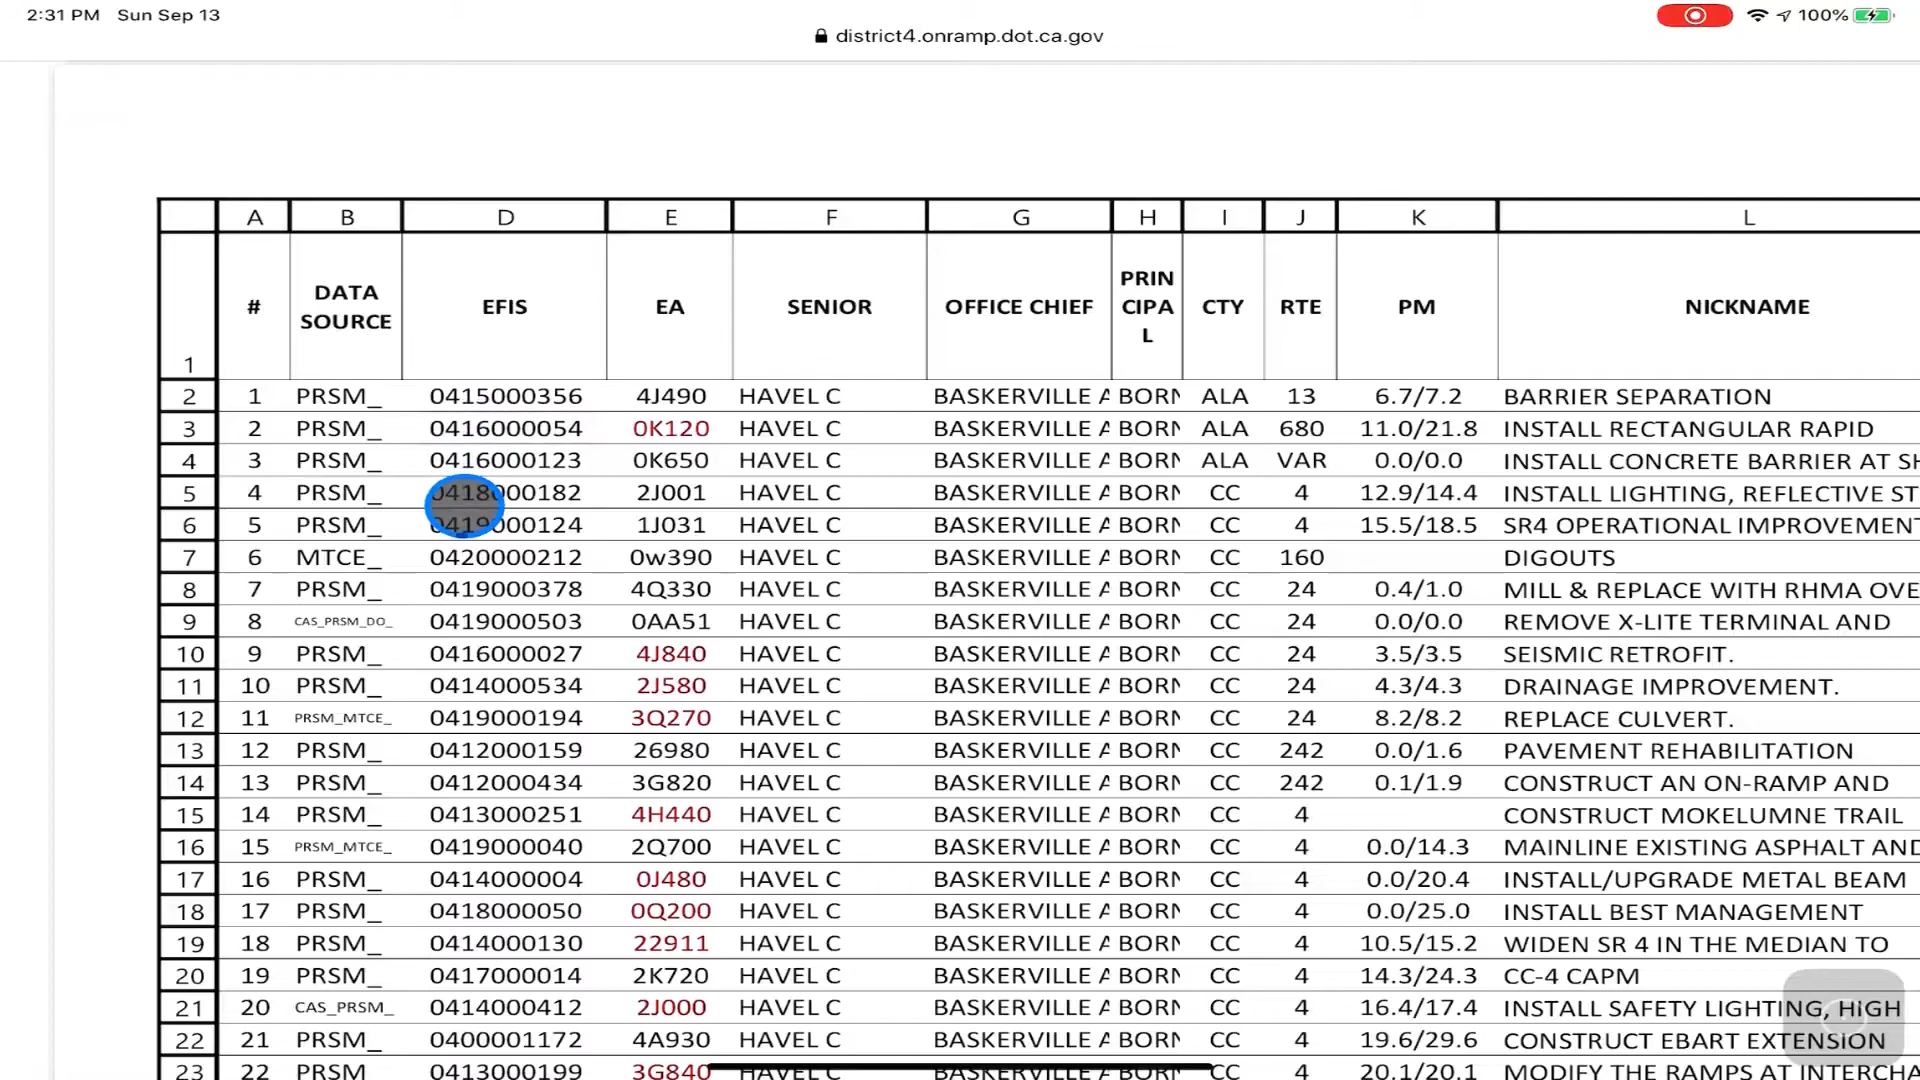 2:31 PM Sun Sep 13 100%
district4.onramp.dot.ca.gov
A B D E F G H I J K L
1 # DATA SOURCE EFIS EA SENIOR OFFICE CHIEF PRINCIPAL CTY RTE PM NICKNAME
2 1 PRSM_ 0415000356 4J490 HAVEL C BASKERVILLE A BORN ALA 13 6.7/7.2 BARRIER SEPARATION
3 2 PRSM_ 0416000054 0K120 HAVEL C BASKERVILLE A BORN ALA 680 11.0/21.8 INSTALL RECTANGULAR RAPID
4 3 PRSM_ 0416000123 0K650 HAVEL C BASKERVILLE A BORN ALA VAR 0.0/0.0 INSTALL CONCRETE BARRIER AT SH
5 4 PRSM_ 0418000182 2J001 HAVEL C BASKERVILLE A BORN CC 4 12.9/14.4 INSTALL LIGHTING, REFLECTIVE ST
6 5 PRSM_ 0419000124 1J031 HAVEL C BASKERVILLE A BORN CC 4 15.5/18.5 SR4 OPERATIONAL IMPROVEMENT
7 6 MTCE_ 0420000212 0w390 HAVEL C BASKERVILLE A BORN CC 160 DIGOUTS
8 7 PRSM_ 0419000378 4Q330 HAVEL C BASKERVILLE A BORN CC 24 0.4/1.0 MILL & REPLACE WITH RHMA OVE
9 8 CAS_PRSM_DO_ 0419000503 0AA51 HAVEL C BASKERVILLE A BORN CC 24 0.0/0.0 REMOVE X-LITE TERMINAL AND
10 9 PRSM_ 0416000027 4J840 HAVEL C BASKERVILLE A BORN CC 24 3.5/3.5 SEISMIC RETROFIT.
11 10 PRSM_ 0414000534 2J580 HAVEL C BASKERVILLE A BORN CC 24 4.3/4.3 DRAINAGE IMPROVEMENT.
12 11 PRSM_MTCE_ 0419000194 3Q270 HAVEL C BASKERVILLE A BORN CC 24 8.2/8.2 REPLACE CULVERT.
13 12 PRSM_ 0412000159 26980 HAVEL C BASKERVILLE A BORN CC 242 0.0/1.6 PAVEMENT REHABILITATION
14 13 PRSM_ 0412000434 3G820 HAVEL C BASKERVILLE A BORN CC 242 0.1/1.9 CONSTRUCT AN ON-RAMP AND
15 14 PRSM_ 0413000251 4H440 HAVEL C BASKERVILLE A BORN CC 4 CONSTRUCT MOKELUMNE TRAIL
16 15 PRSM_MTCE_ 0419000040 2Q700 HAVEL C BASKERVILLE A BORN CC 4 0.0/14.3 MAINLINE EXISTING ASPHALT AND
17 16 PRSM_ 0414000004 0J480 HAVEL C BASKERVILLE A BORN CC 4 0.0/20.4 INSTALL/UPGRADE METAL BEAM
18 17 PRSM_ 0418000050 0Q200 HAVEL C BASKERVILLE A BORN CC 4 0.0/25.0 INSTALL BEST MANAGEMENT
19 18 PRSM_ 0414000130 22911 HAVEL C BASKERVILLE A BORN CC 4 10.5/15.2 WIDEN SR 4 IN THE MEDIAN TO
20 19 PRSM_ 0417000014 2K720 HAVEL C BASKERVILLE A BORN CC 4 14.3/24.3 CC-4 CAPM
21 20 CAS_PRSM_ 0414000412 2J000 HAVEL C BASKERVILLE A BORN CC 4 16.4/17.4 INSTALL SAFETY LIGHTING, HIGH
22 21 PRSM_ 0400001172 4A930 HAVEL C BASKERVILLE A BORN CC 4 19.6/29.6 CONSTRUCT EBART EXTENSION
23 22 PRSM 0413000199 3G840 HAVEL C BASKERVILLE A BORN CC 4 20.1/20.1 MODIFY THE RAMPS AT INTERCHA